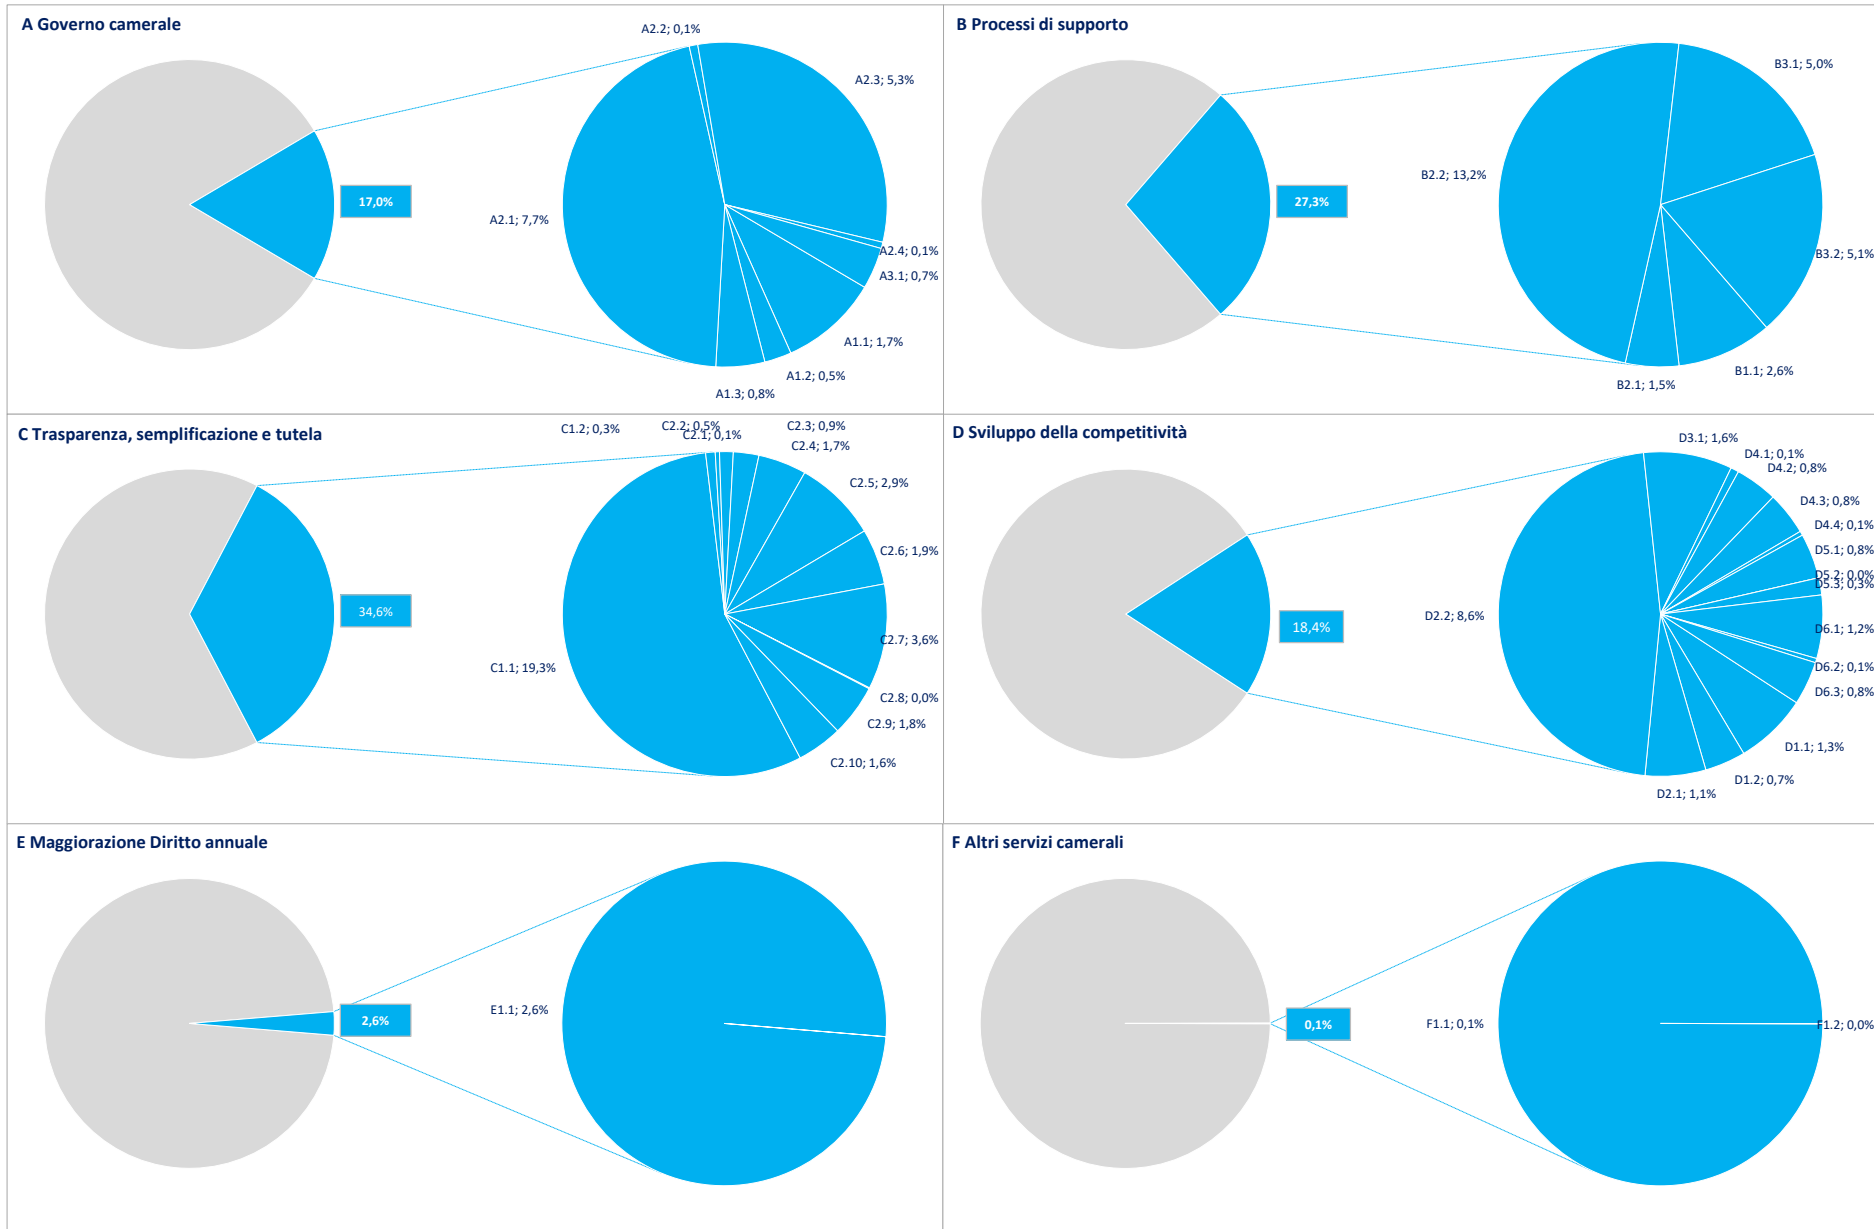 A Governo camerale
A2.2; 0,1%
A2.3; 5,3%
17,0%
A2.1; 7,7%
A2.4; 0,1%
A3.1; 0,7%
A1.1; 1,7%
A1.2; 0,5%
A1.3; 0,8%
B Processi di supporto
B3.1; 5,0%
B2.2; 13,2%
27,3%
B3.2; 5,1%
B1.1; 2,6%
B2.1; 1,5%
C Trasparenza, semplificazione e tutela
C1.2; 0,3%
C2.2; 0,5%
C2.1; 0,1%
C2.3; 0,9%
C2.4; 1,7%
C2.5; 2,9%
C2.6; 1,9%
34,6%
C2.7; 3,6%
C1.1; 19,3%
C2.8; 0,0%
C2.9; 1,8%
C2.10; 1,6%
D Sviluppo della competitività
D3.1; 1,6%
D4.1; 0,1%
D4.2; 0,8%
D4.3; 0,8%
D4.4; 0,1%
D5.1; 0,8%
D5.2; 0,0%
D5.3; 0,3%
D2.2; 8,6%
18,4%
D6.1; 1,2%
D6.2; 0,1%
D6.3; 0,8%
D1.1; 1,3%
D1.2; 0,7%
D2.1; 1,1%
E Maggiorazione Diritto annuale
E1.1; 2,6%
2,6%
F Altri servizi camerali
F1.1; 0,1%
0,1%
F1.2; 0,0%